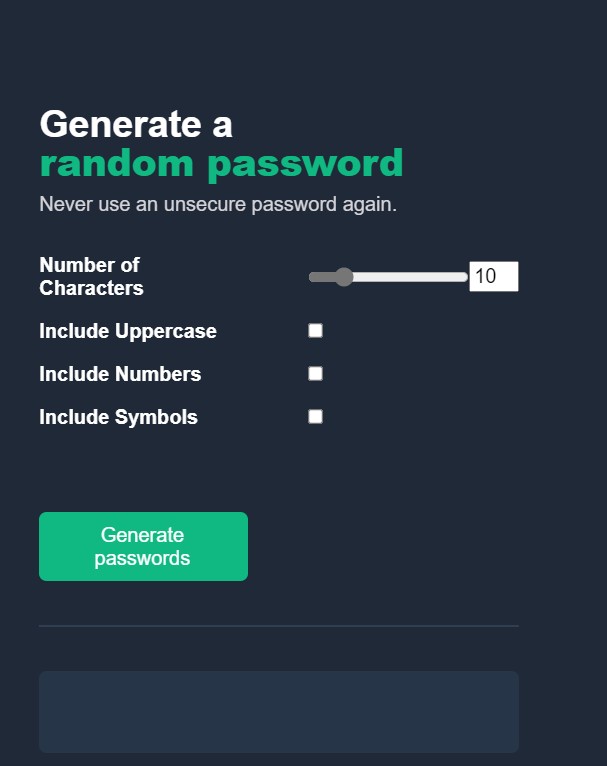 Generate a
random password
Never use an unsecure password again.
Number of
Characters
10
Include Uppercase
Include Numbers
Include Symbols
Generate
passwords